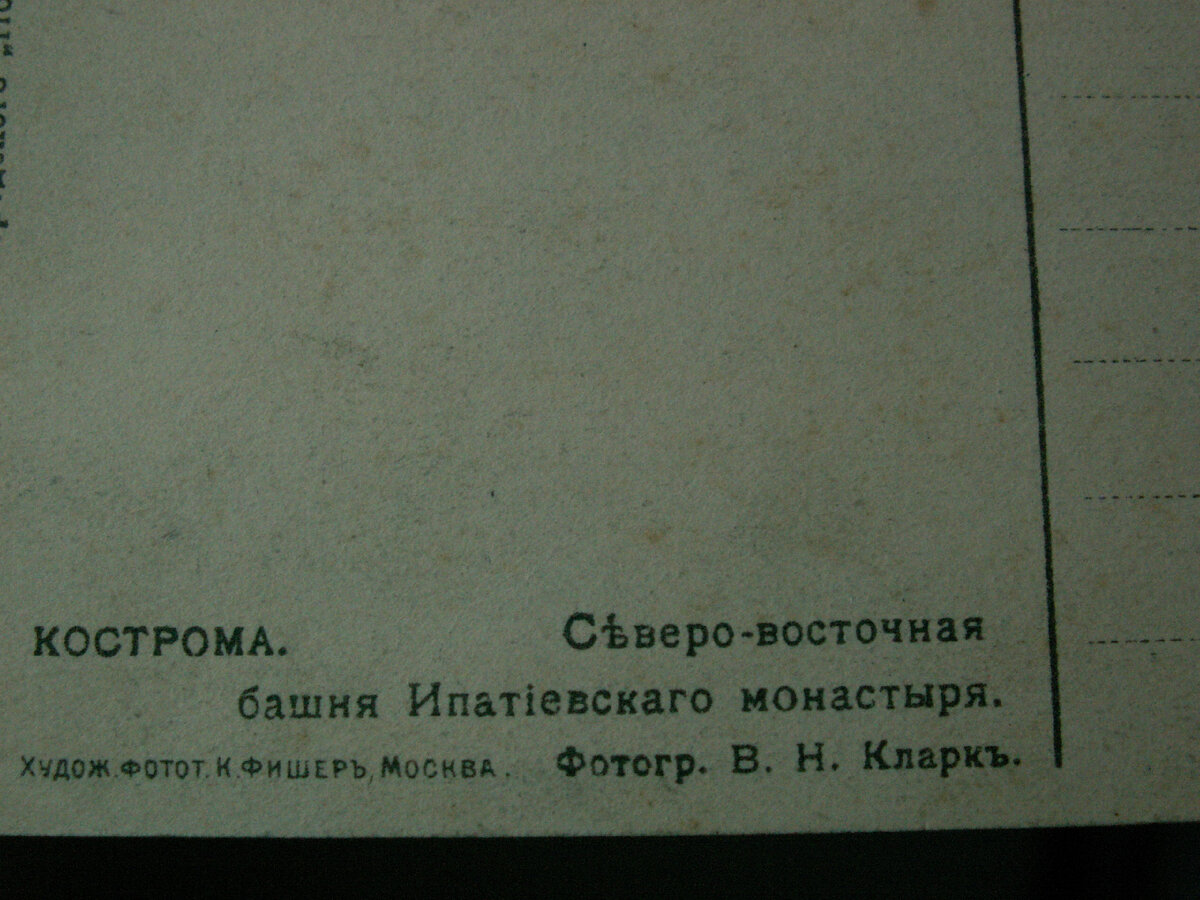 КОСТРОМА. Сѣверо-восточная
башня Ипатіевскаго монастыря.
Худож. фотот. К. Фишеръ, Москва. Фотогр. В. Н. Кларкъ.